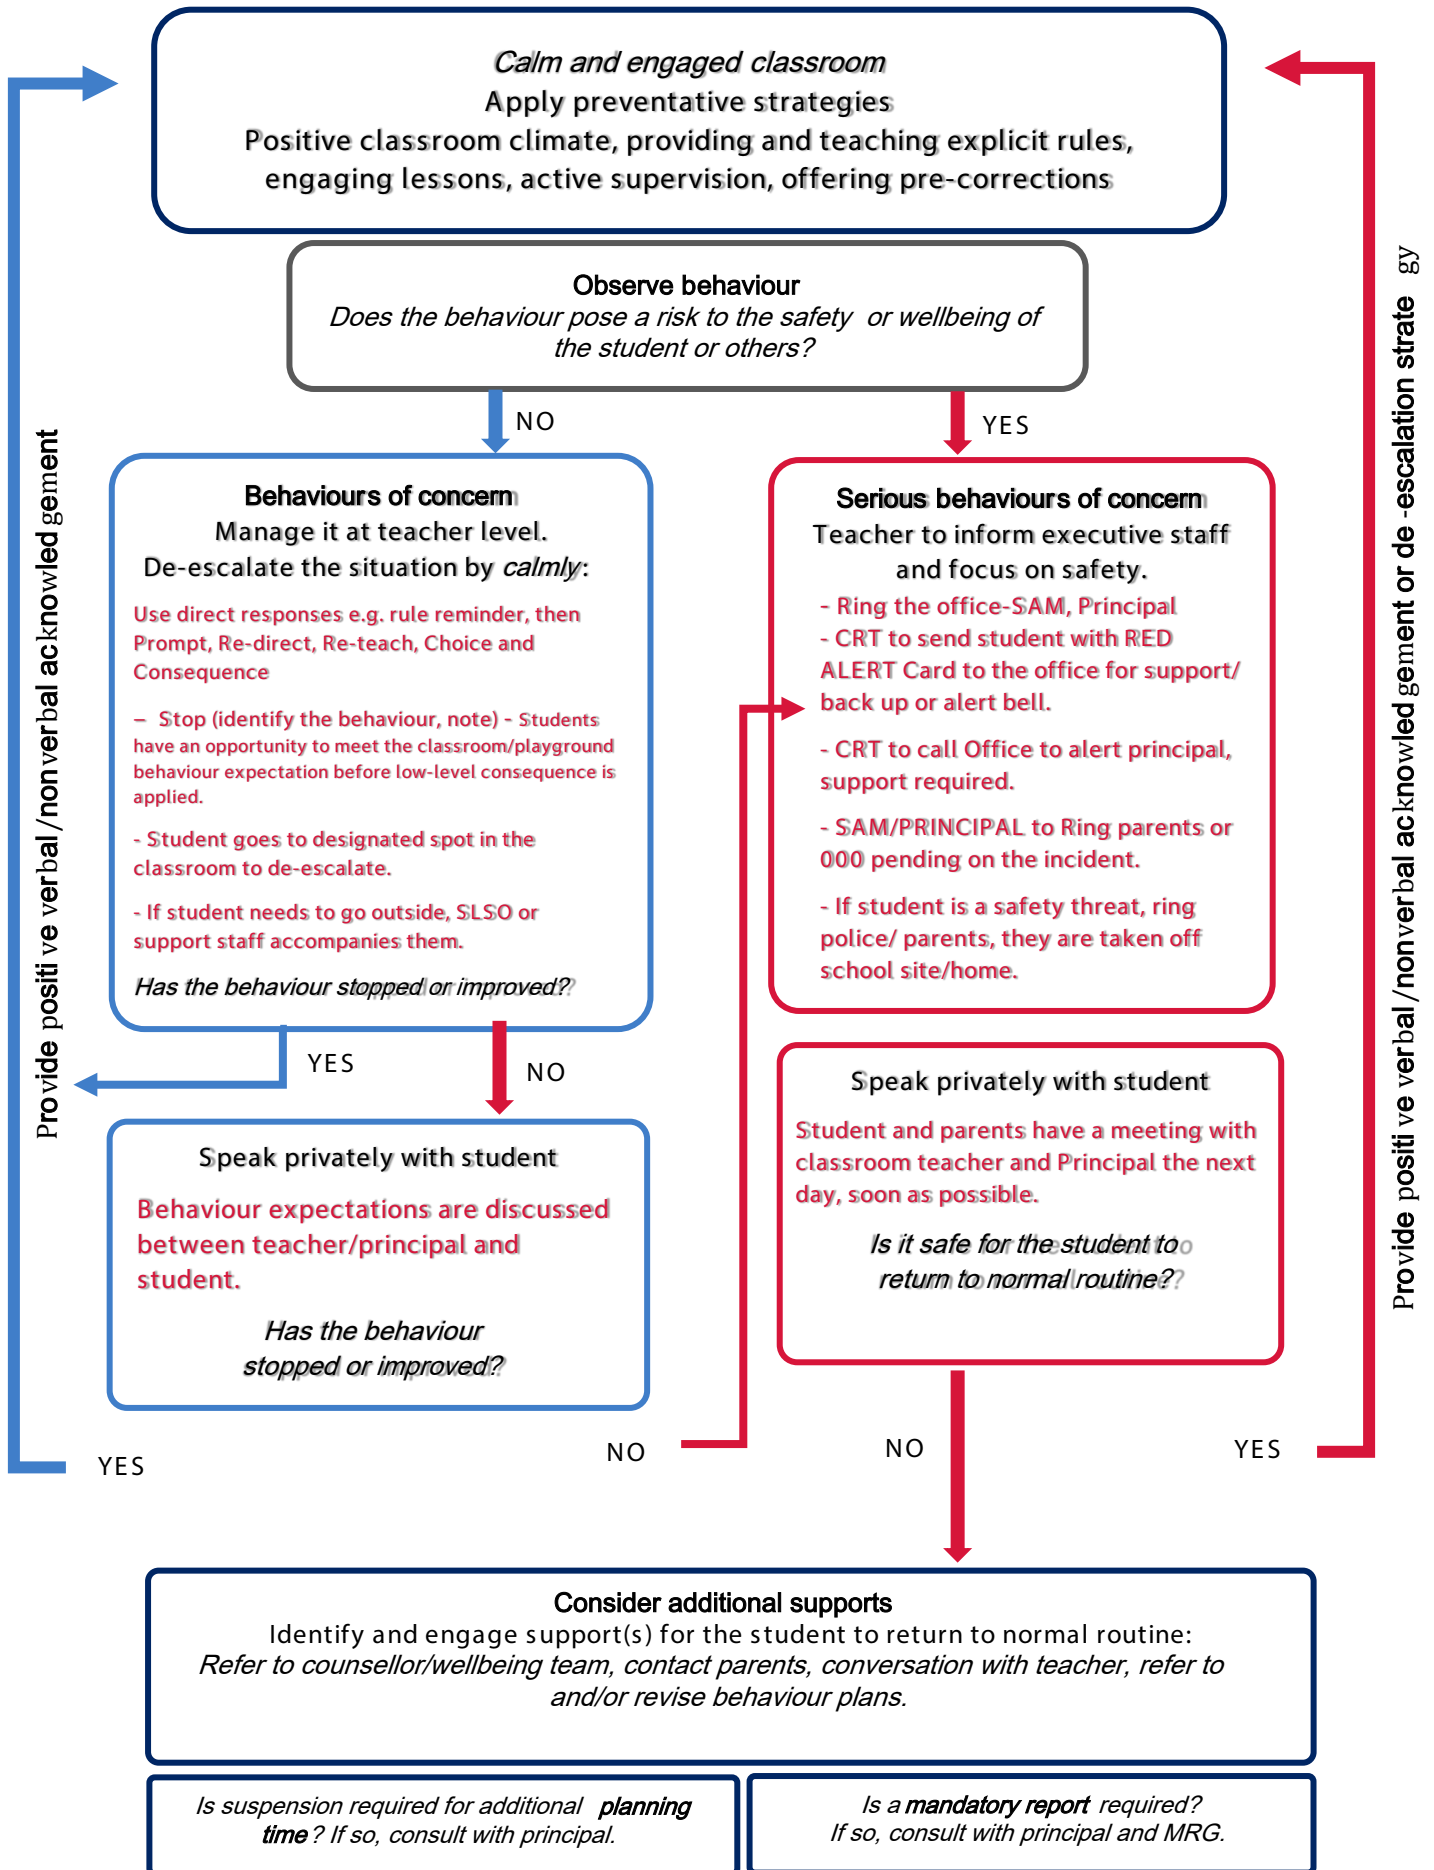 Calm and engaged classroom
Apply preventative strategies
Positive classroom climate, providing and teaching explicit rules,
engaging lessons, active supervision, offering pre-corrections
Observe behaviour
Does the behaviour pose a risk to the safety or wellbeing of
the student or others?
NO
YES
Behaviours of concern
Manage it at teacher level.
De-escalate the situation by calmly:
Use direct responses e.g. rule reminder, then
Prompt, Re-direct, Re-teach, Choice and
Consequence
– Stop (identify the behaviour, note) - Students
have an opportunity to meet the classroom/playground
behaviour expectation before low-level consequence is
applied.
- Student goes to designated spot in the
classroom to de-escalate.
- If student needs to go outside, SLSO or
support staff accompanies them.
Has the behaviour stopped or improved?
YES
NO
Speak privately with student
Behaviour expectations are discussed
between teacher/principal and
student.
Has the behaviour
stopped or improved?
YES
NO
Provide positive verbal/nonverbal acknowledgement
Serious behaviours of concern
Teacher to inform executive staff
and focus on safety.
- Ring the office-SAM, Principal
- CRT to send student with RED
ALERT Card to the office for support/
back up or alert bell.
- CRT to call Office to alert principal,
support required.
- SAM/PRINCIPAL to Ring parents or
000 pending on the incident.
- If student is a safety threat, ring
police/ parents, they are taken off
school site/home.
Speak privately with student
Student and parents have a meeting with
classroom teacher and Principal the next
day, soon as possible.
Is it safe for the student to
return to normal routine?
NO
YES
Provide positive verbal/nonverbal acknowledgement or de-escalation strategy
Consider additional supports
Identify and engage support(s) for the student to return to normal routine:
Refer to counsellor/wellbeing team, contact parents, conversation with teacher, refer to
and/or revise behaviour plans.
Is suspension required for additional planning
time? If so, consult with principal.
Is a mandatory report required?
If so, consult with principal and MRG.